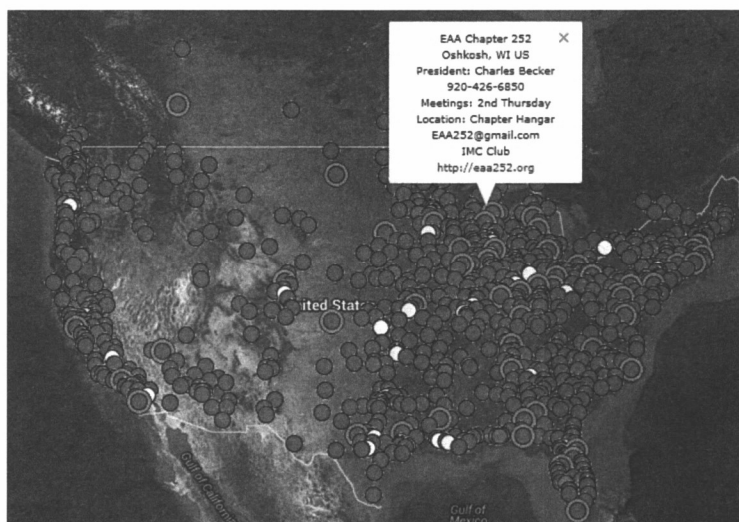 EAA Chapter 252
Oshkosh, WI US
President: Charles Becker
920-426-6850
Meetings: 2nd Thursday
Location: Chapter Hangar
EAA252@gmail.com
IMC Club
http://eaa252.org
nited States
Gulf of California
Gulf of
Mexico